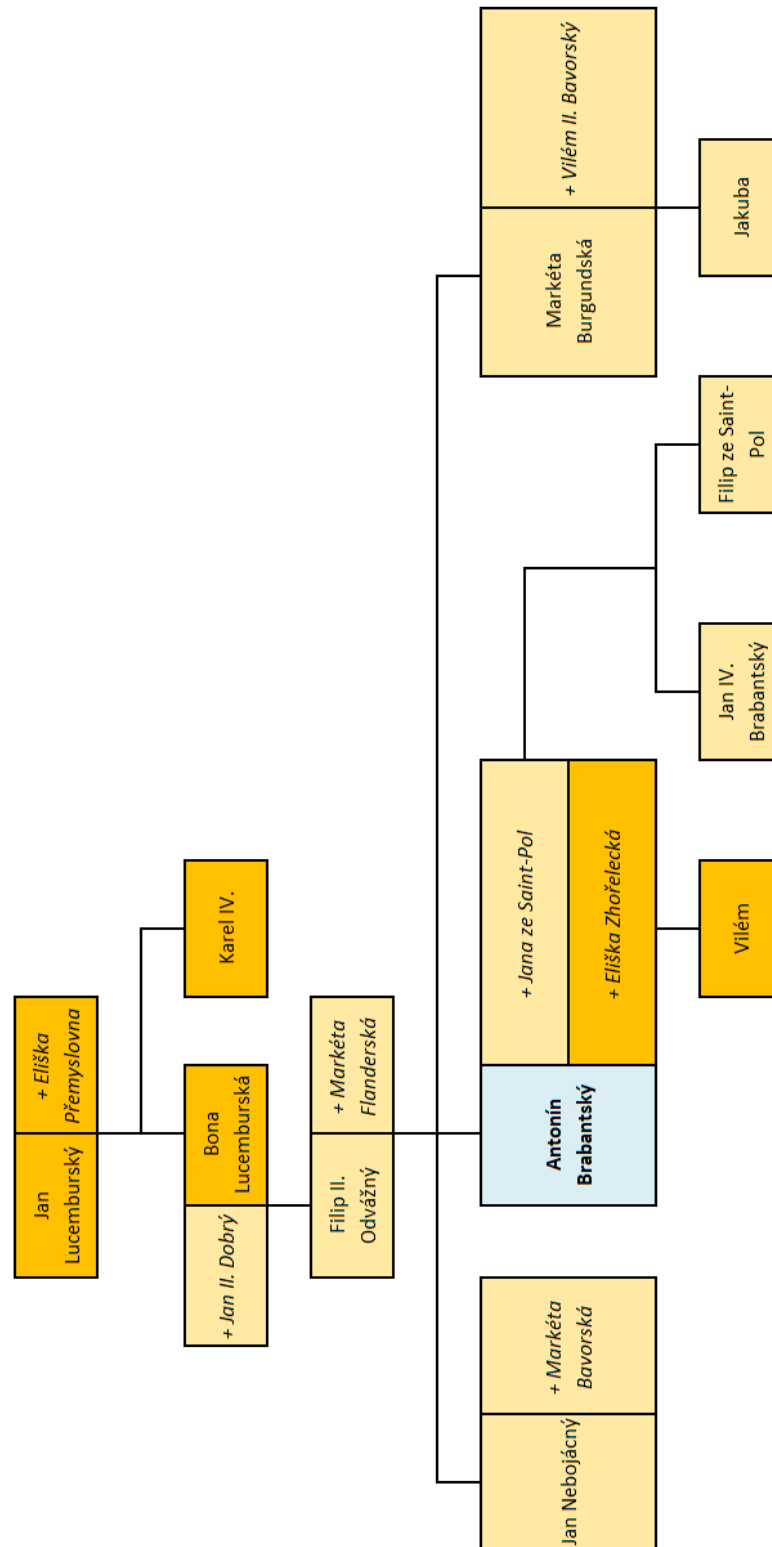 Jan
Lucemburský
+ Eliška
Přemyslovna
+ Jan II. Dobrý
Bona
Lucemburská
Karel IV.
Filip II.
Odvážný
+ Markéta
Flanderská
Jan Nebojácný
+ Markéta
Bavorská
Antonín
Brabantský
+ Jana ze Saint-Pol
+ Eliška Zhořelecká
Markéta
Burgundská
+ Vilém II. Bavorský
Vilém
Jan IV.
Brabantský
Filip ze Saint-
Pol
Jakuba